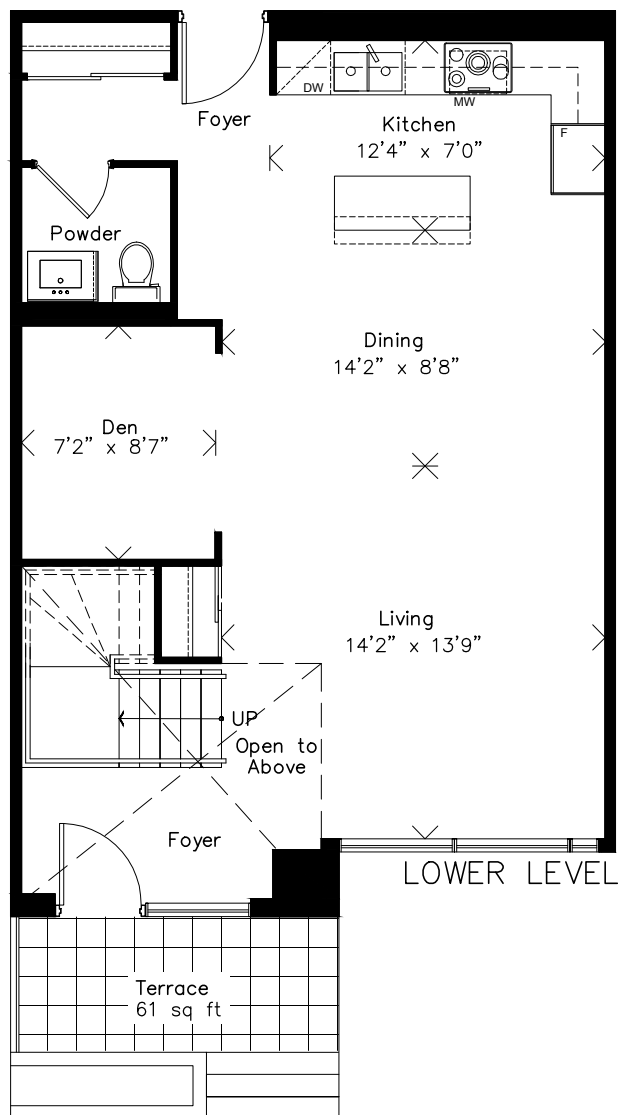 DW
MW
Foyer
Kitchen
12'4" x 7'0"
F
Powder
Dining
14'2" x 8'8"
Den
7'2" x 8'7"
Living
14'2" x 13'9"
UP
Open to
Above
Foyer
LOWER LEVEL
Terrace
61 sq ft